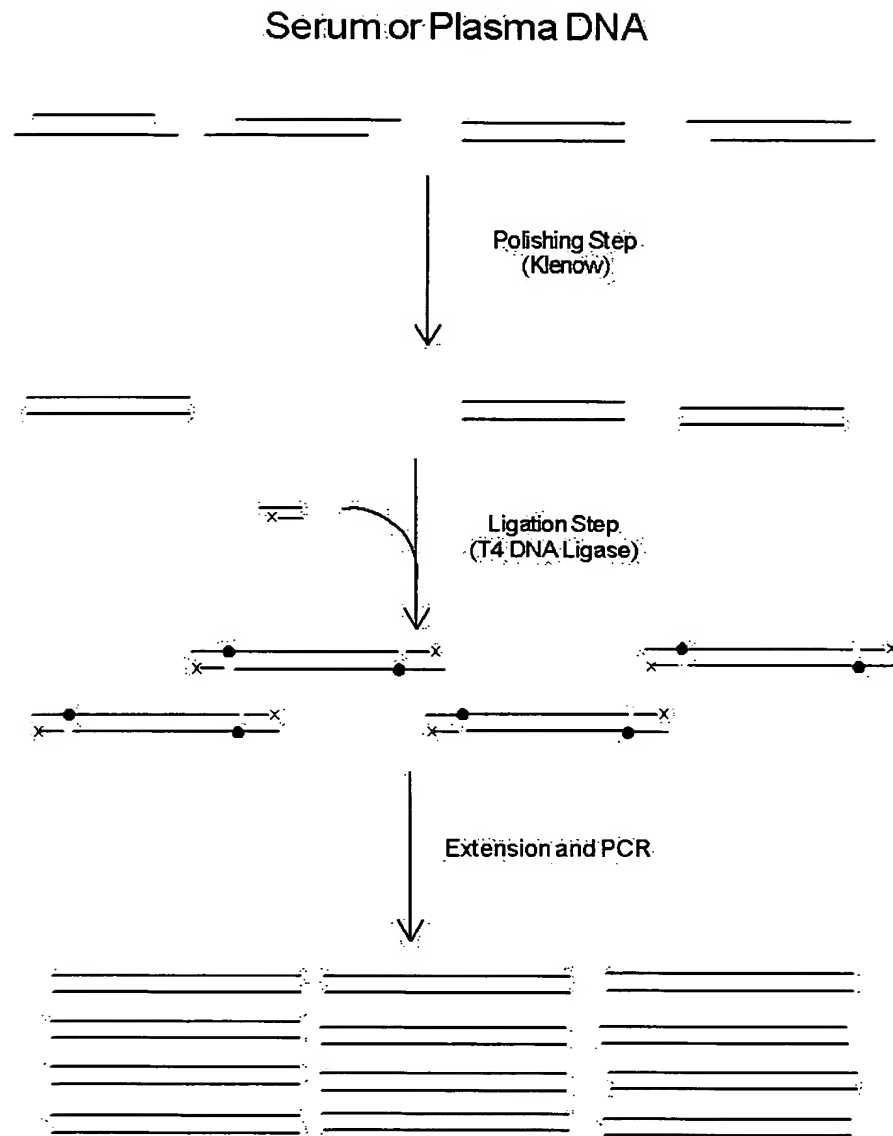 Serum or Plasma DNA
Polishing Step
(Klenow)
Ligation Step
(T4 DNA Ligase)
Extension and PCR